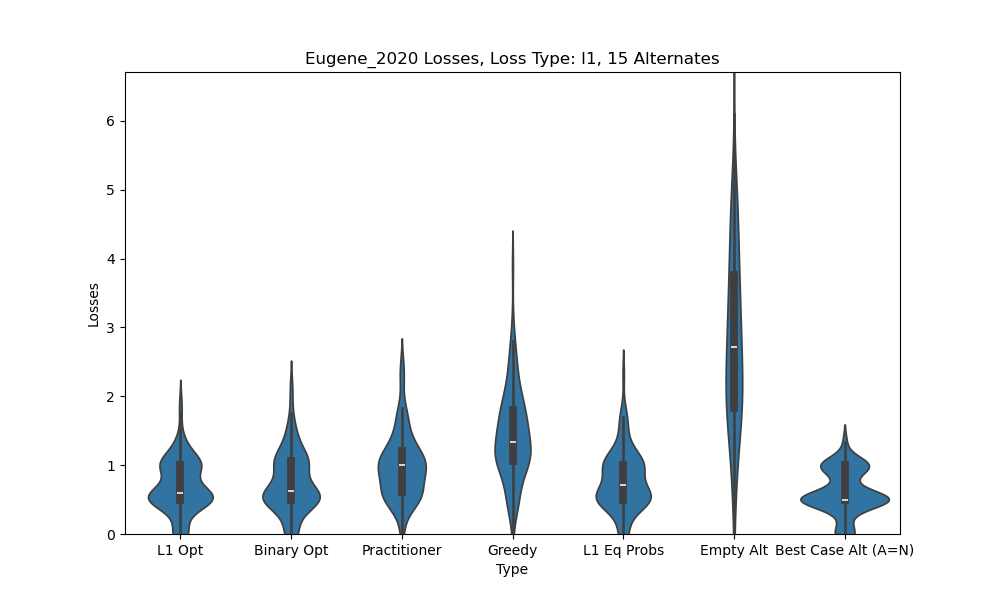 Eugene_2020 Losses, Loss Type: l1, 15 Alternates
6
5
4
3
2
1
0
Losses
L1 Opt Binary Opt Practitioner Greedy L1 Eq Probs Empty Alt Best Case Alt (A=N)
Type